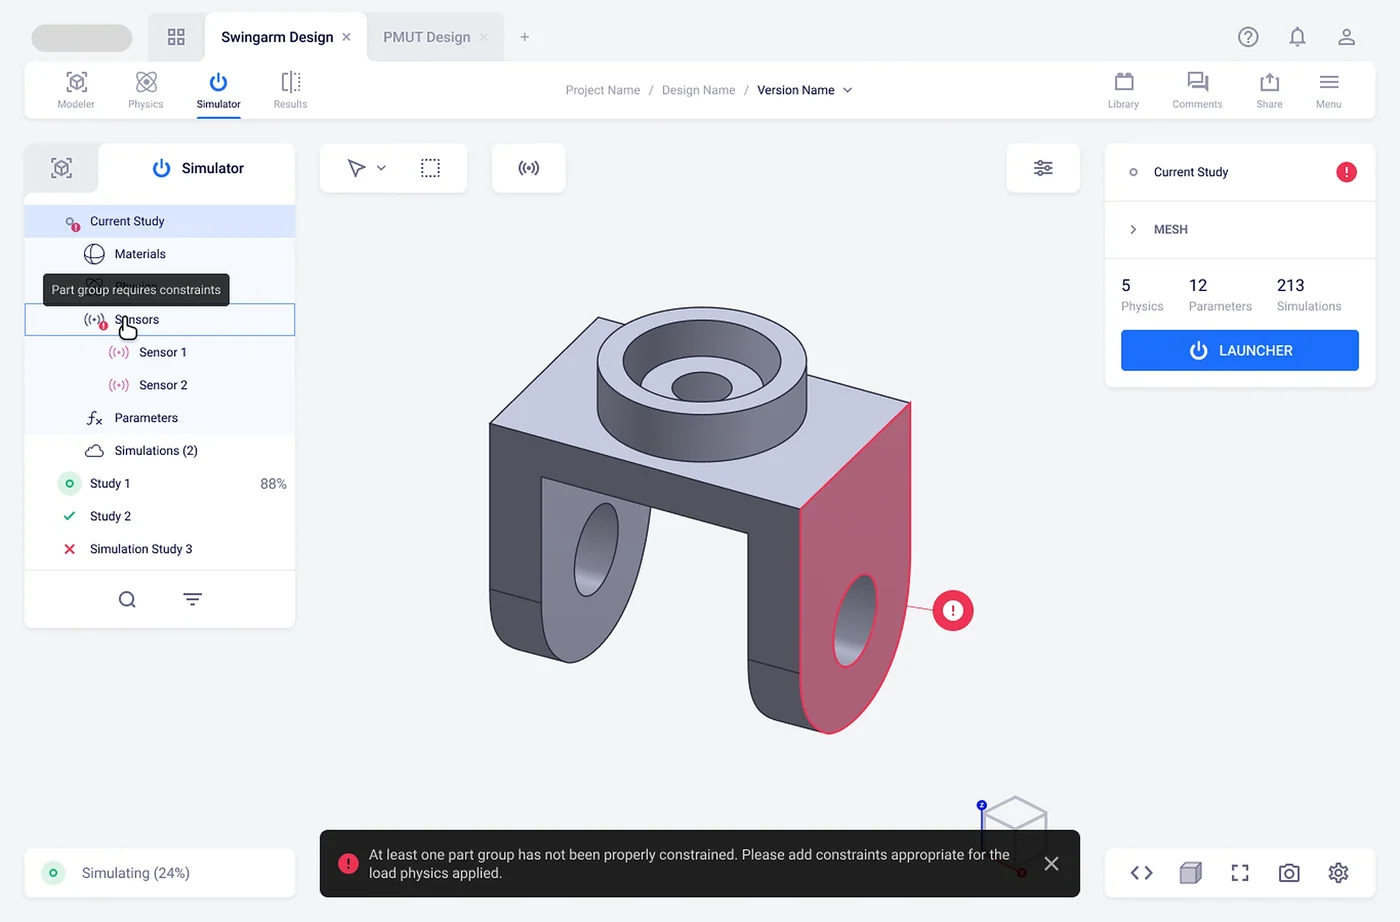 Swingarm Design
PMUT Design
Modeler
Physics
Simulator
Results
Project Name / Design Name / Version Name
Library
Comments
Share
Menu
Simulator
Current Study
Materials
Part group requires constraints
Sensors
Sensor 1
Sensor 2
Parameters
Simulations (2)
Study 1 88%
Study 2
Simulation Study 3
Current Study
MESH
5 12 213
Physics Parameters Simulations
LAUNCHER
Simulating (24%)
At least one part group has not been properly constrained. Please add constraints appropriate for the
load physics applied.